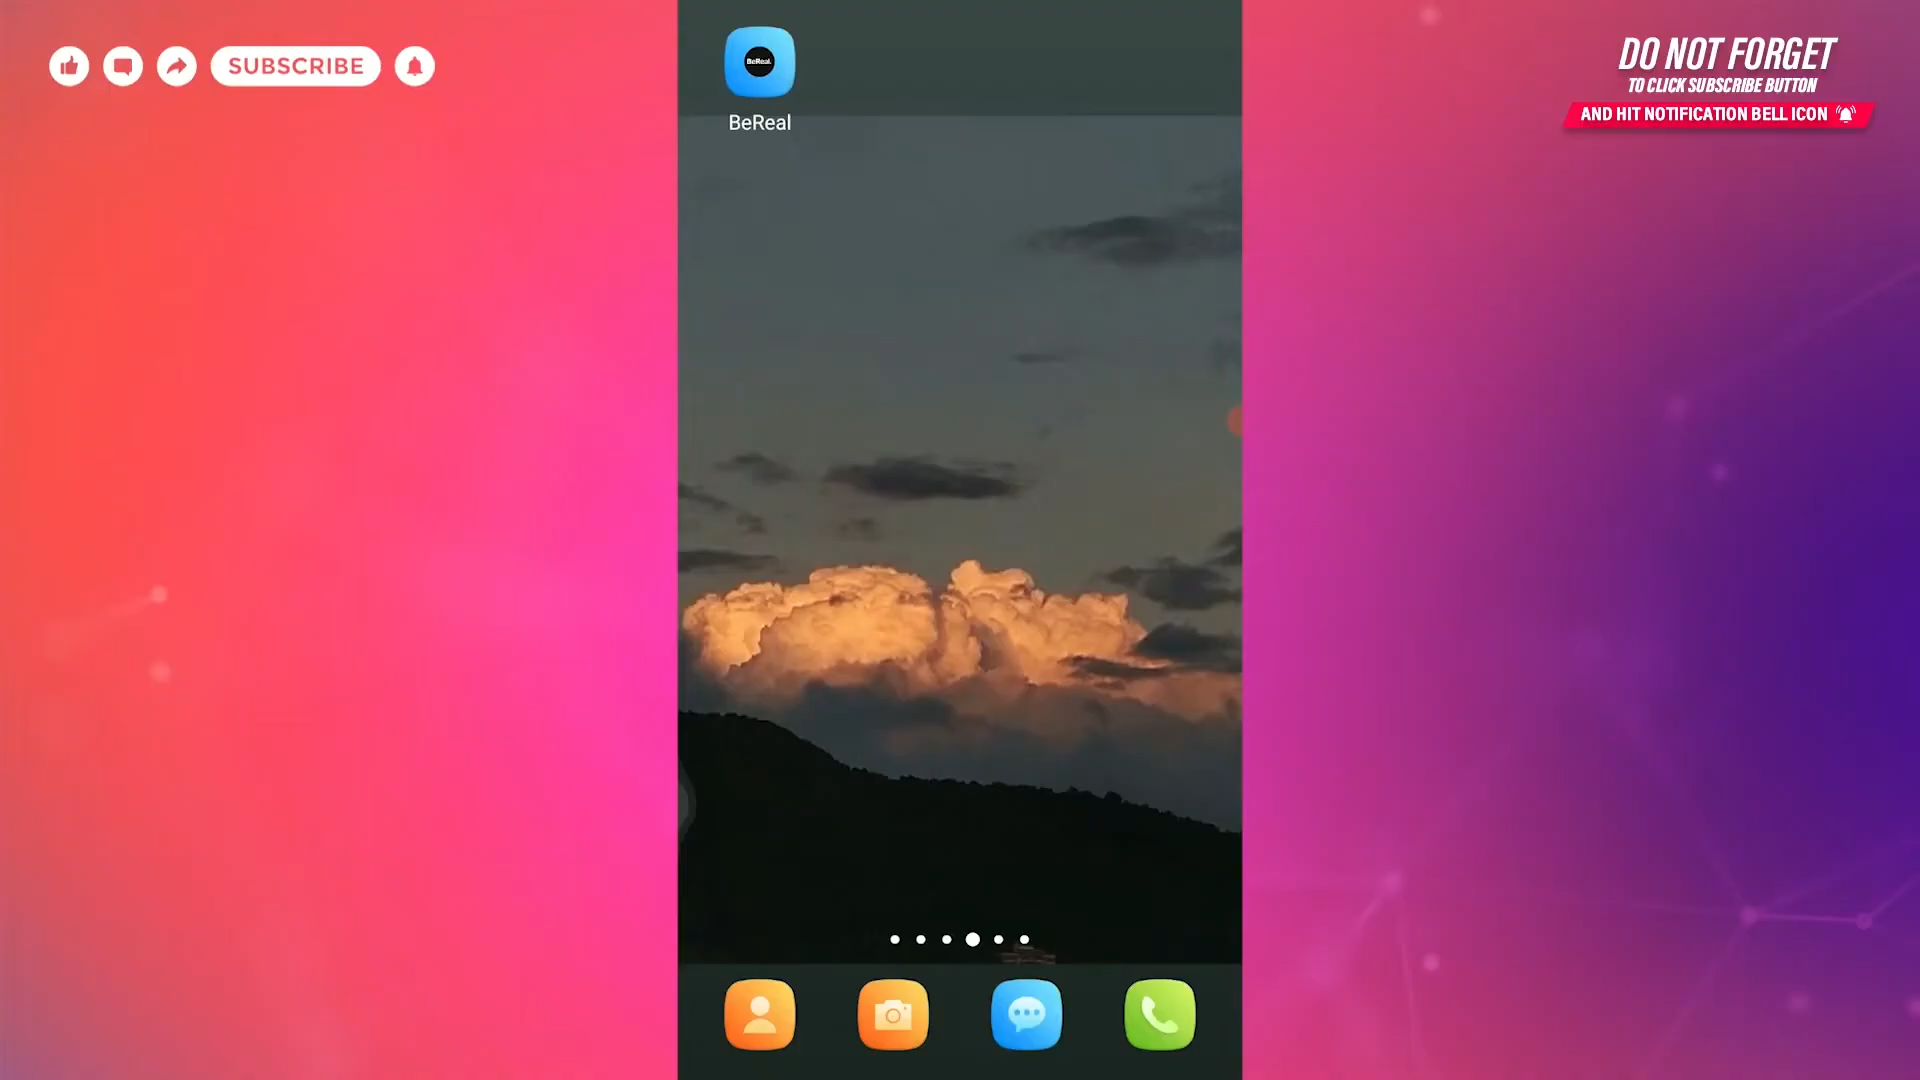 SUBSCRIBE
DO NOT FORGET
TO CLICK SUBSCRIBE BUTTON
AND HIT NOTIFICATION BELL ICON
BeReal.
BeReal